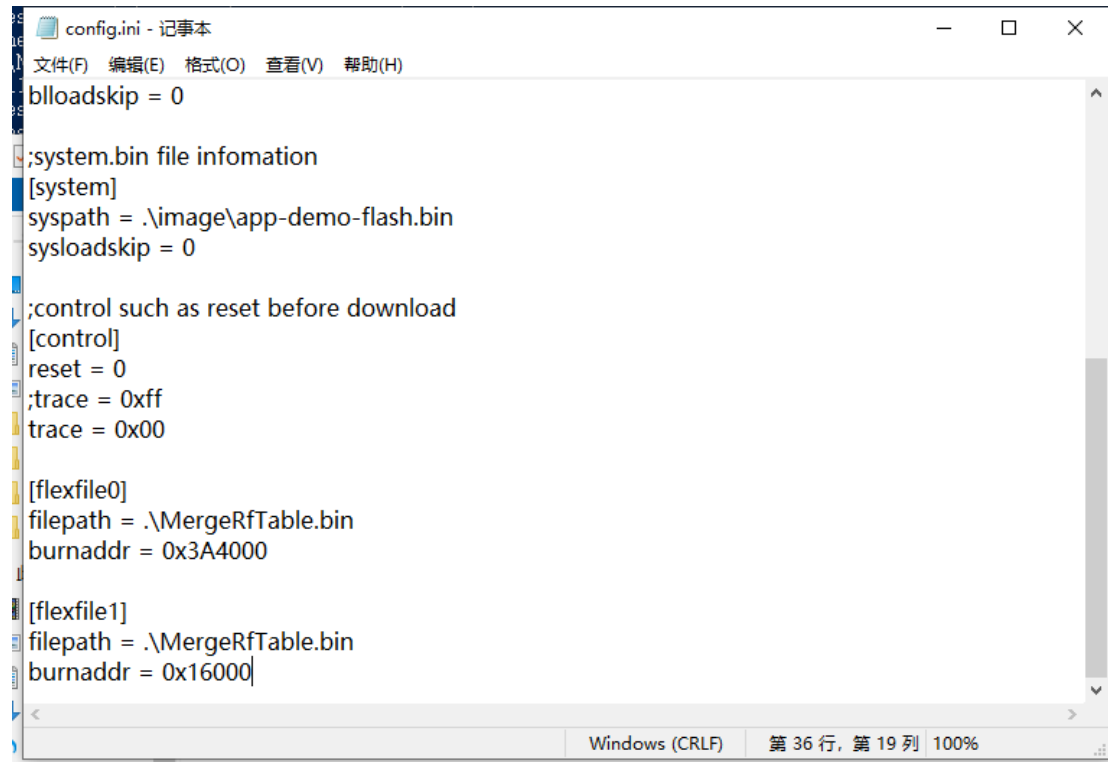 config.ini - 记事本
文件(F) 编辑(E) 格式(O) 查看(V) 帮助(H)
blloadskip = 0
;system.bin file infomation
[system]
syspath = .\image\app-demo-flash.bin
sysloadskip = 0
;control such as reset before download
[control]
reset = 0
;trace = 0xff
trace = 0x00
[flexfile0]
filepath = .\MergeRfTable.bin
burnaddr = 0x3A4000
[flexfile1]
filepath = .\MergeRfTable.bin
burnaddr = 0x16000
Windows (CRLF) 第 36 行，第 19 列 100%